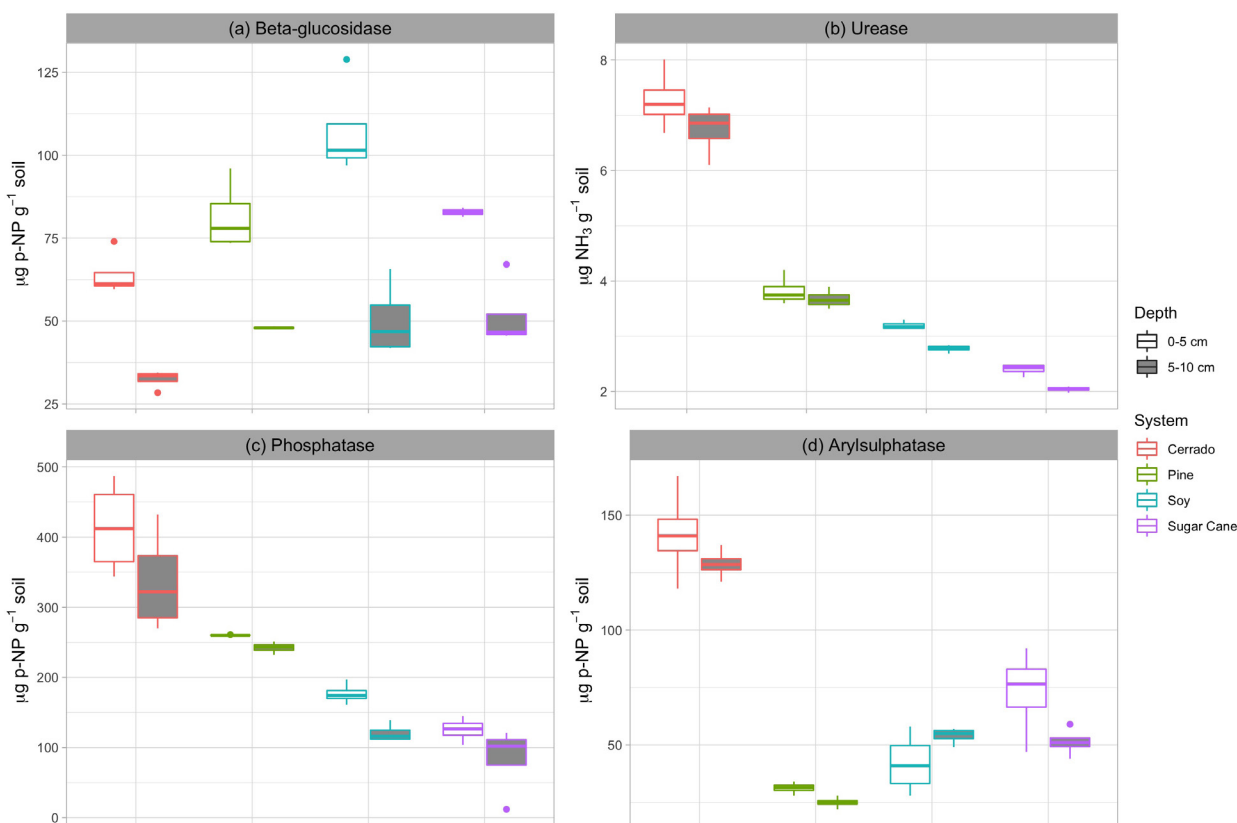 (a) Beta-glucosidase
µg p-NP g⁻¹ soil
125
100
75
50
25
(b) Urease
µg NH₃ g⁻¹ soil
8
6
4
2
(c) Phosphatase
µg p-NP g⁻¹ soil
500
400
300
200
100
0
(d) Arylsulphatase
µg p-NP g⁻¹ soil
150
100
50
Depth
0-5 cm
5-10 cm
System
Cerrado
Pine
Soy
Sugar Cane